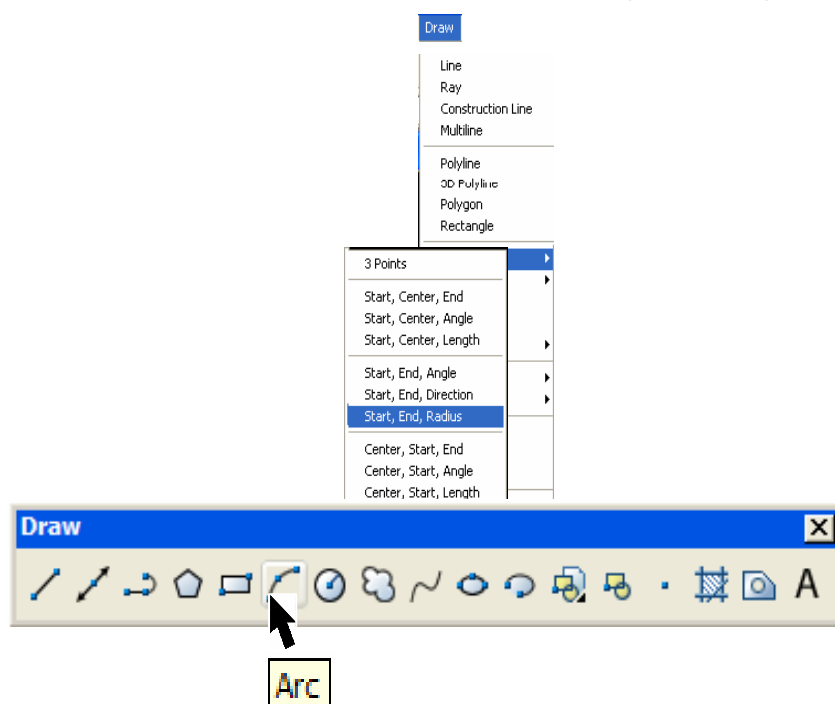 Draw
Line
Ray
Construction Line
Multiline
Polyline
3D Polyline
Polygon
Rectangle
3 Points
Start, Center, End
Start, Center, Angle
Start, Center, Length
Start, End, Angle
Start, End, Direction
Start, End, Radius
Center, Start, End
Center, Start, Angle
Center, Start, Length
Draw
A
Arc